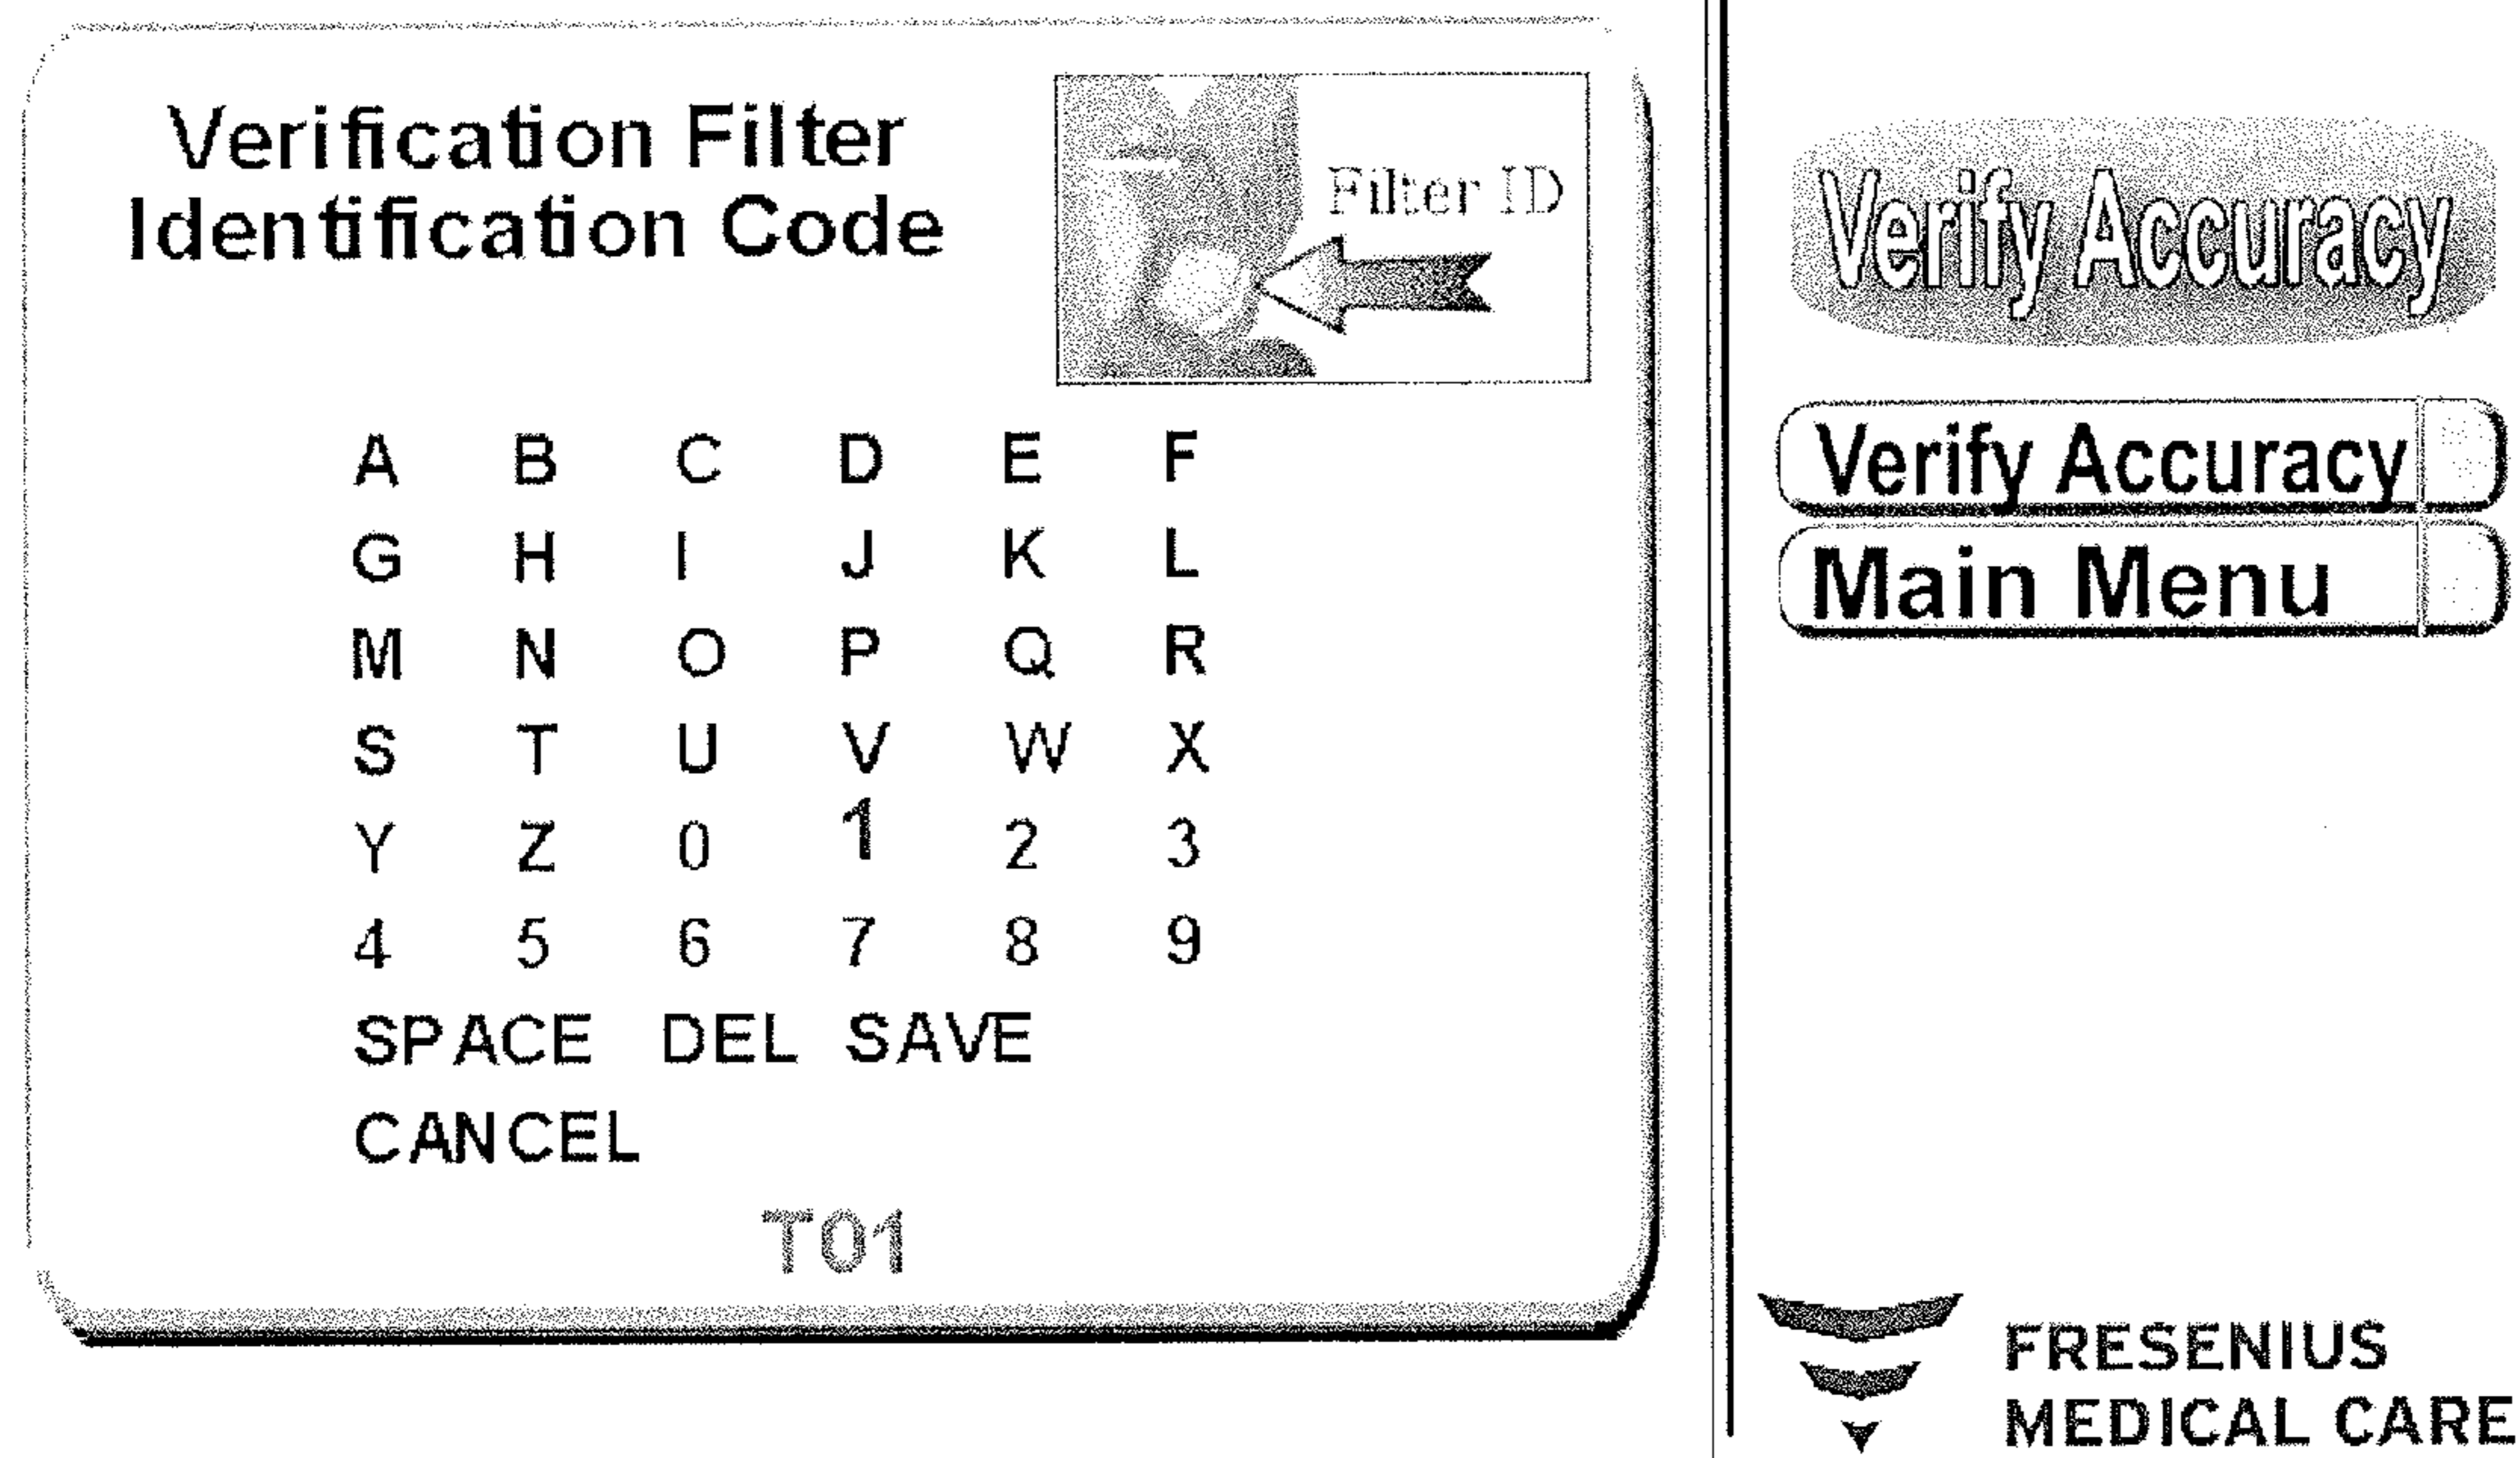 Verification Filter
Identification Code
Filter ID
A B C D E F
G H I J K L
M N O P Q R
S T U V W X
Y Z 0 1 2 3
4 5 6 7 8 9
SPACE DEL SAVE
CANCEL
T01
Verify Accuracy
Verify Accuracy
Main Menu
FRESENIUS
MEDICAL CARE